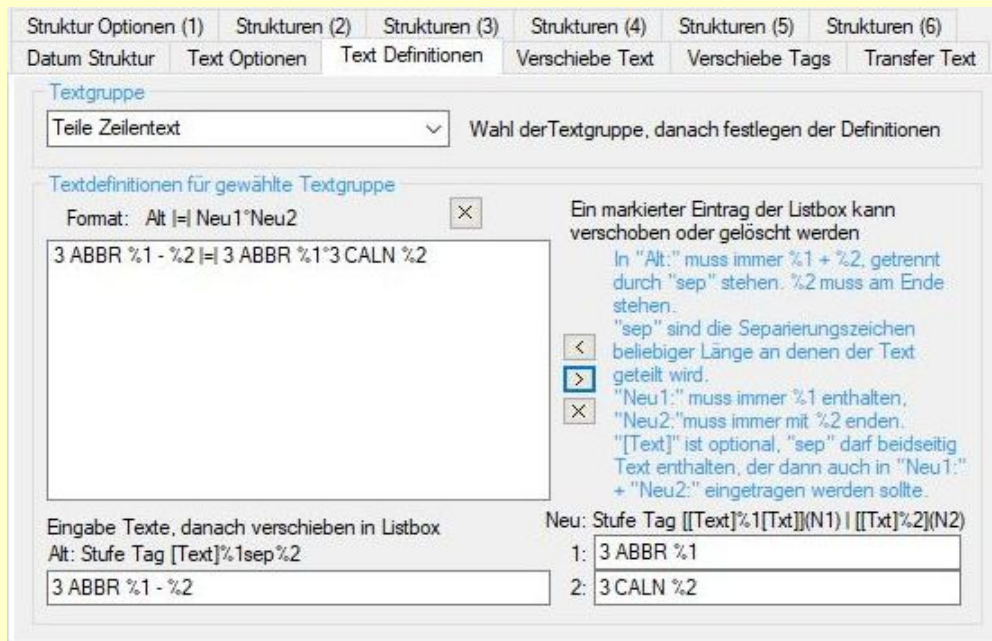 Struktur Optionen (1) Strukturen (2) Strukturen (3) Strukturen (4) Strukturen (5) Strukturen (6)
Datum Struktur Text Optionen Text Definitionen Verschiebe Text Verschiebe Tags Transfer Text
Textgruppe
Teile Zeilentext
Wahl derTextgruppe, danach festlegen der Definitionen
Textdefinitionen für gewählte Textgruppe
Format: Alt |=| Neu1°Neu2
3 ABBR %1 - %2 |=| 3 ABBR %1°3 CALN %2
Ein markierter Eintrag der Listbox kann
verschoben oder gelöscht werden
In "Alt:" muss immer %1 + %2, getrennt
durch "sep" stehen. %2 muss am Ende
stehen.
"sep" sind die Separierungszeichen
beliebiger Länge an denen der Text
geteilt wird.
"Neu1:" muss immer %1 enthalten,
"Neu2:"muss immer mit %2 enden.
"[Text]" ist optional, "sep" darf beidseitig
Text enthalten, der dann auch in "Neu1:"
+ "Neu2:" eingetragen werden sollte.
<
>
Eingabe Texte, danach verschieben in Listbox
Alt: Stufe Tag [Text]%1sep%2
3 ABBR %1 - %2
Neu: Stufe Tag [[Text]%1[Txt]](N1) | [[Txt]%2](N2)
1: 3 ABBR %1
2: 3 CALN %2